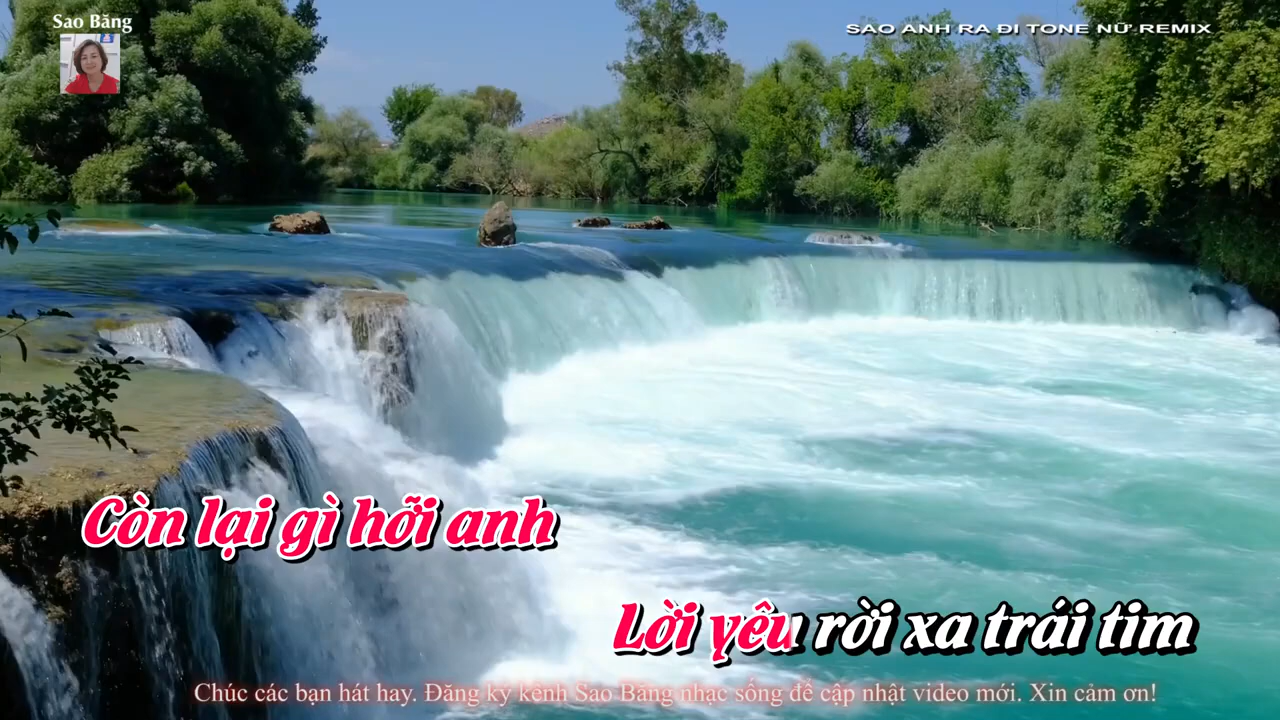 Sao Băng
SAO ANH RA ĐI TONE NỮ REMIX
Còn lại gì hỡi anh
Lời yêu rời xa trái tim
Chúc các bạn hát hay. Đăng ký kênh Sao Băng nhạc sống để cập nhật video mới. Xin cảm ơn!